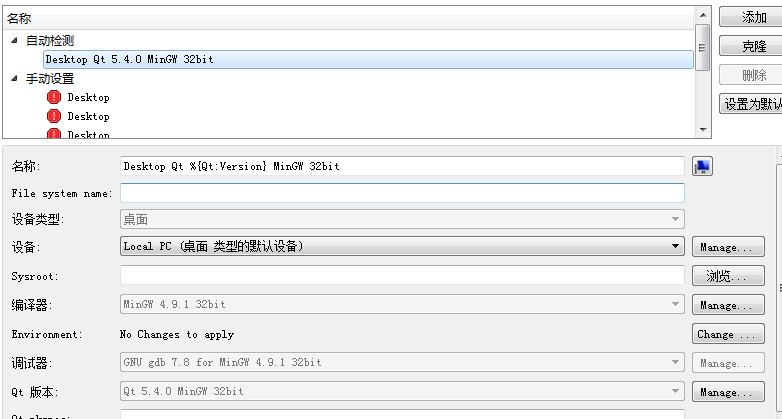 名称
添加
自动检测
Desktop Qt 5.4.0 MinGW 32bit
克隆
手动设置
删除
Desktop
设置为默认
Desktop
Desktop
名称: Desktop Qt %{Qt:Version} MinGW 32bit
File system name:
设备类型: 桌面
设备: Local PC (桌面 类型的默认设备) Manage...
Sysroot: 浏览...
编译器: MinGW 4.9.1 32bit Manage...
Environment: No Changes to apply Change ...
调试器: GNU gdb 7.8 for MinGW 4.9.1 32bit Manage...
Qt 版本: Qt 5.4.0 MinGW 32bit Manage...